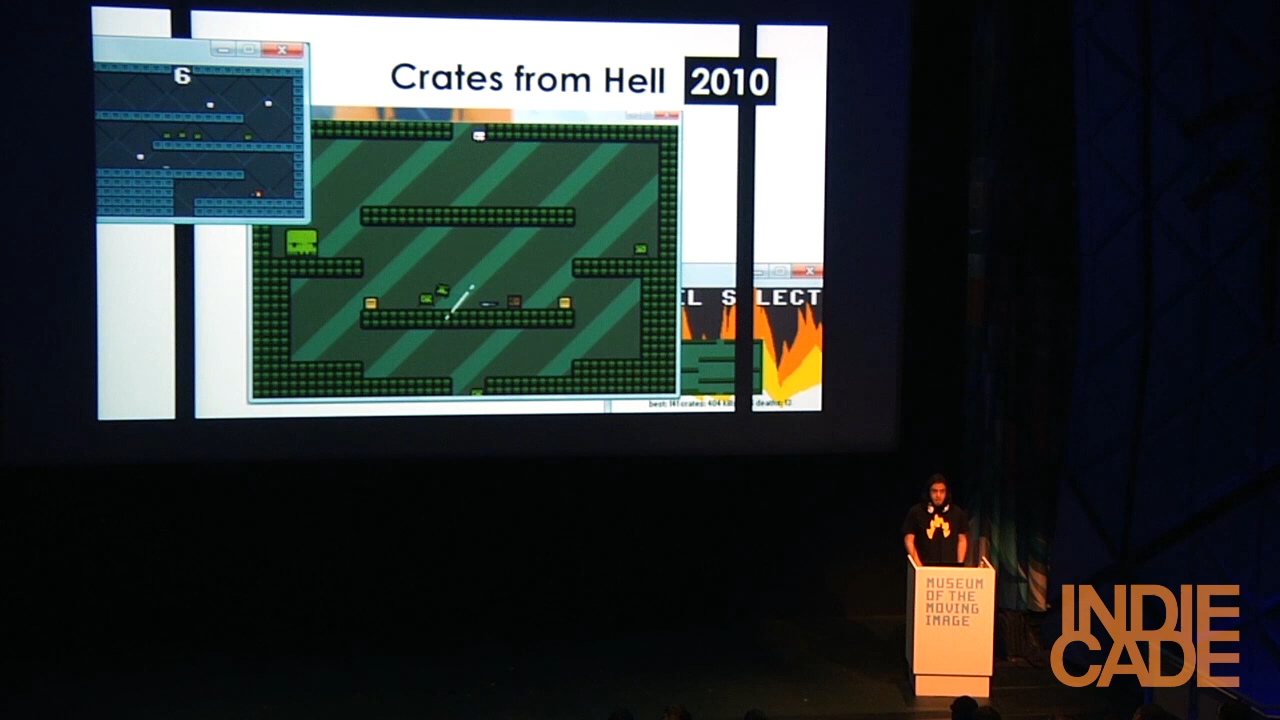 6
Crates from Hell 2010
EL SELECT
MUSEUM
OF THE
MOVING
IMAGE
INDIE
CADE